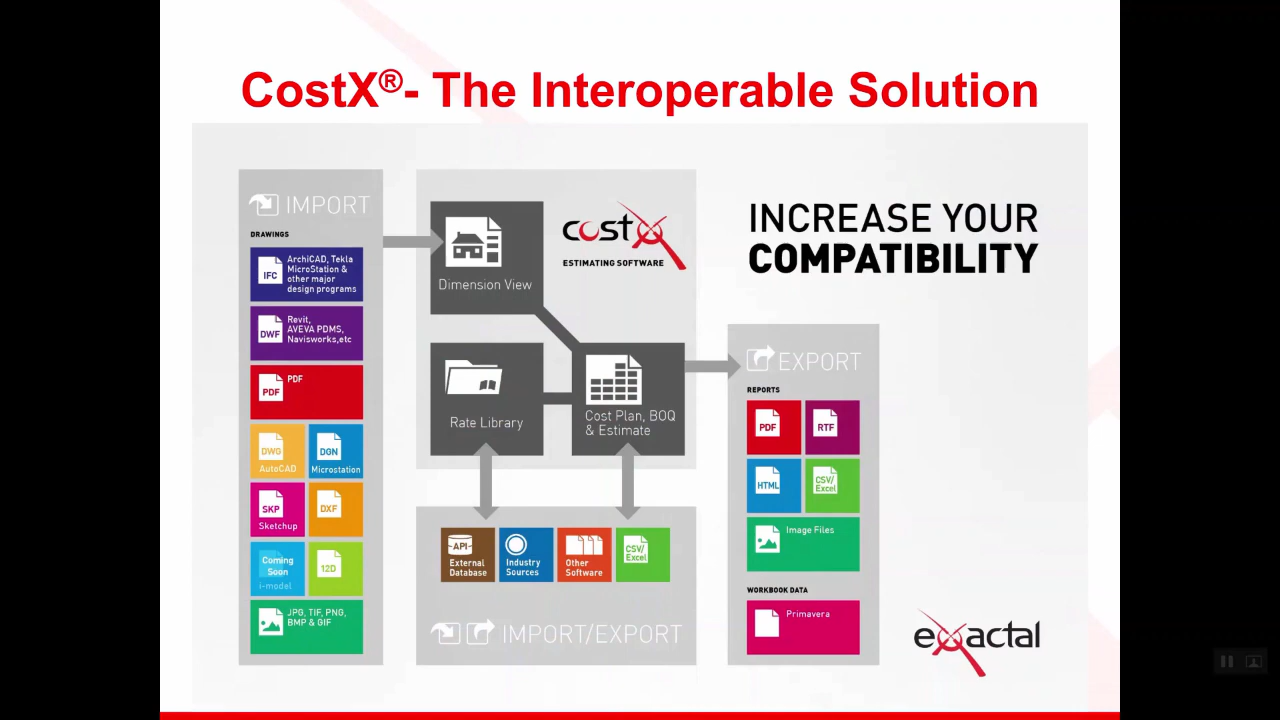 CostX®- The Interoperable Solution
IMPORT
DRAWINGS
IFC
ArchiCAD, Tekla
MicroStation &
other major
design programs
DWF
Revit,
AVEVA PDMS,
Navisworks,etc
PDF
PDF
DWG
AutoCAD
DGN
Microstation
SKP
Sketchup
DXF
Coming
Soon
i-model
12D
JPG, TIF, PNG,
BMP & GIF
Dimension View
costX
ESTIMATING SOFTWARE
Rate Library
Cost Plan, BOQ
& Estimate
API
External
Database
Industry
Sources
Other
Software
CSV/
Excel
IMPORT/EXPORT
INCREASE YOUR
COMPATIBILITY
EXPORT
REPORTS
PDF
RTF
HTML
CSV/
Excel
Image Files
WORKBOOK DATA
Primavera
exactal